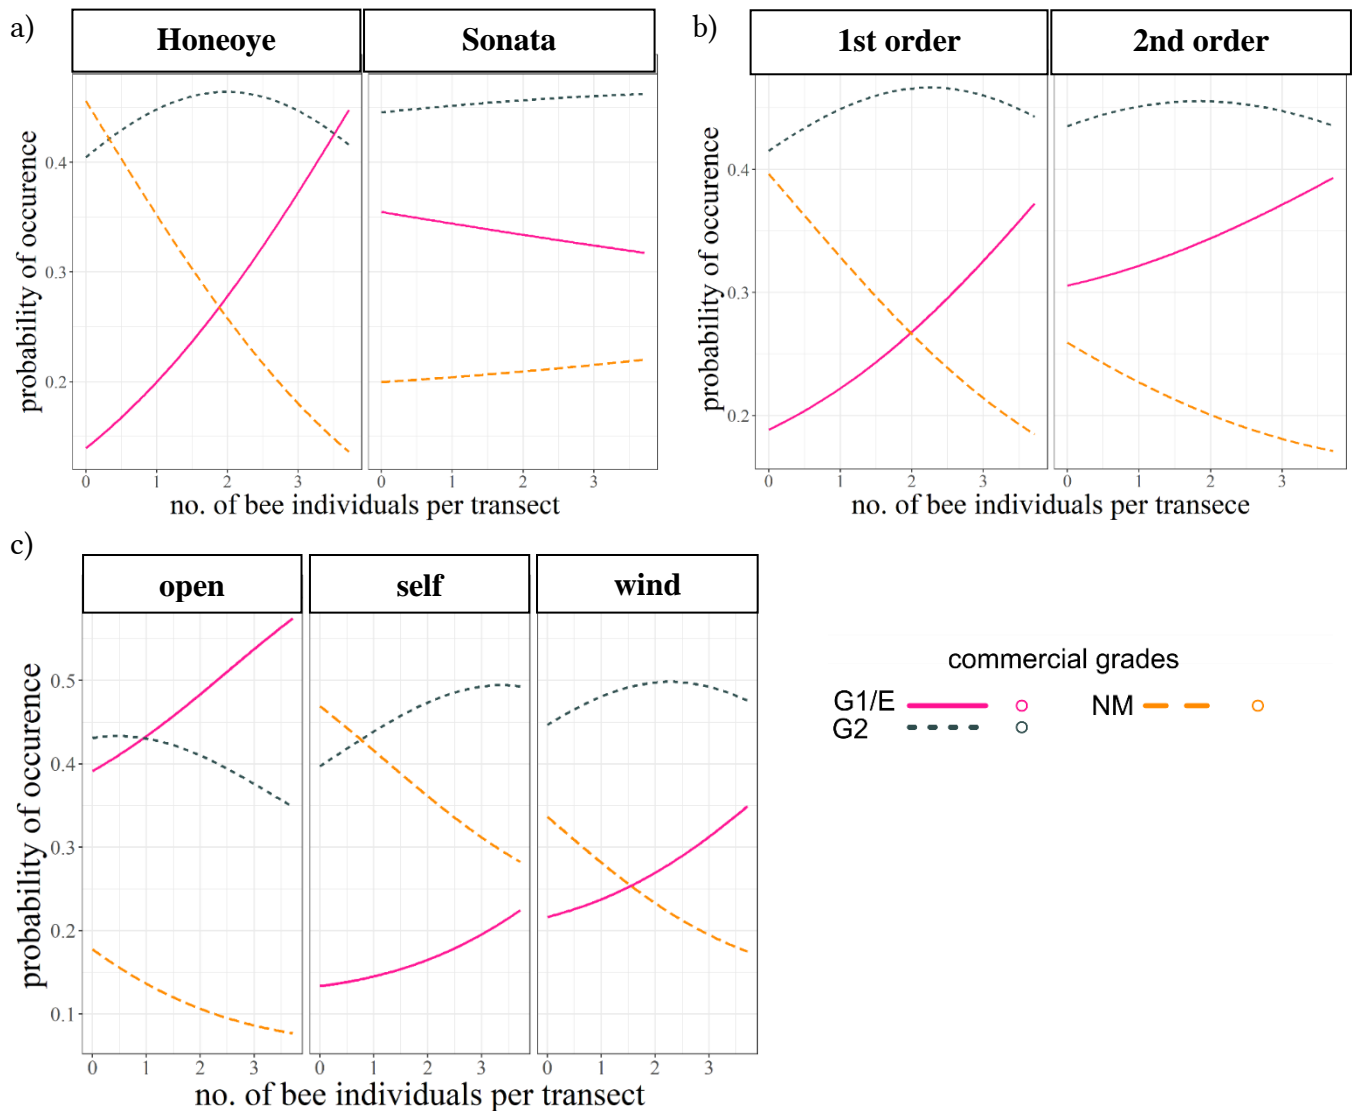 a)
Honeoye
Sonata
probability of occurence
0.4
0.3
0.2
0 1 2 3
0 1 2 3
no. of bee individuals per transect
b)
1st order
2nd order
probability of occurence
0.4
0.3
0.2
0 1 2 3
0 1 2 3
no. of bee individuals per transece
c)
open
self
wind
probability of occurence
0.5
0.4
0.3
0.2
0.1
0 1 2 3
0 1 2 3
0 1 2 3
no. of bee individuals per transect
commercial grades
G1/E
NM
G2